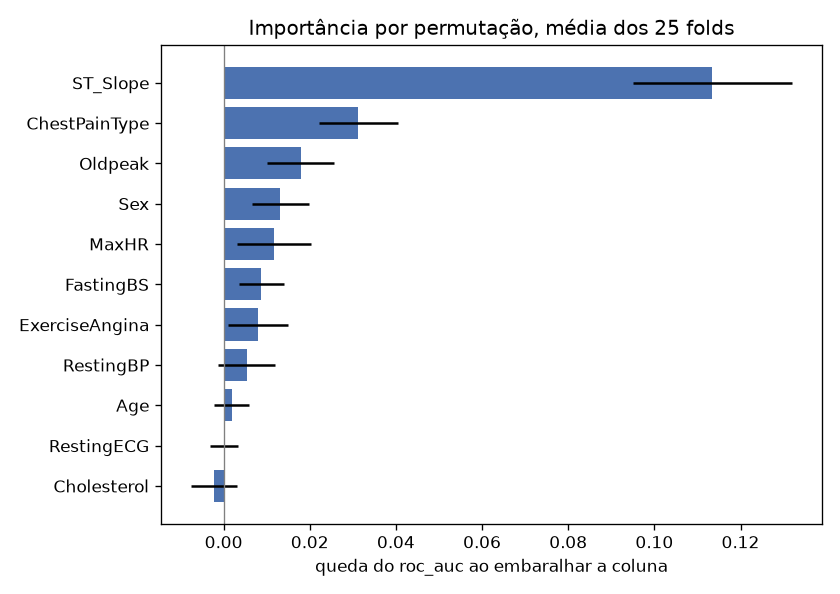 Importância por permutação, média dos 25 folds
ST_Slope
ChestPainType
Oldpeak
Sex
MaxHR
FastingBS
ExerciseAngina
RestingBP
Age
RestingECG
Cholesterol
0.00 0.02 0.04 0.06 0.08 0.10 0.12
queda do roc_auc ao embaralhar a coluna